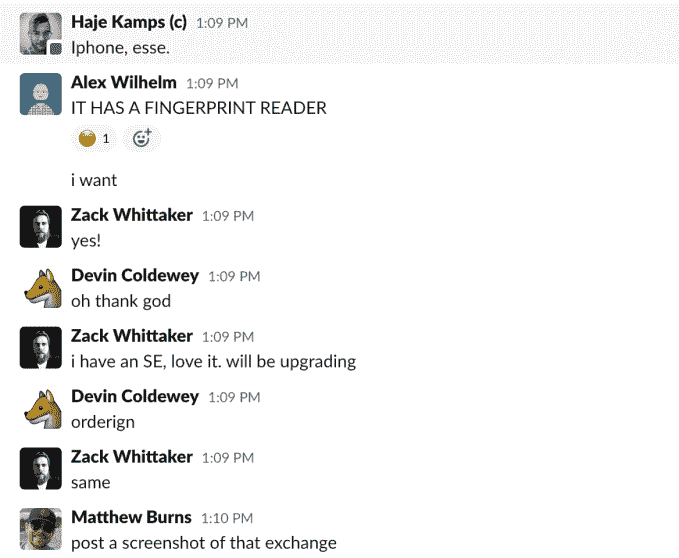 Haje Kamps (c) 1:09 PM
Iphone, esse.
Alex Wilhelm 1:09 PM
IT HAS A FINGERPRINT READER
1
i want
Zack Whittaker 1:09 PM
yes!
Devin Coldewey 1:09 PM
oh thank god
Zack Whittaker 1:09 PM
i have an SE, love it. will be upgrading
Devin Coldewey 1:09 PM
orderign
Zack Whittaker 1:09 PM
same
Matthew Burns 1:10 PM
post a screenshot of that exchange